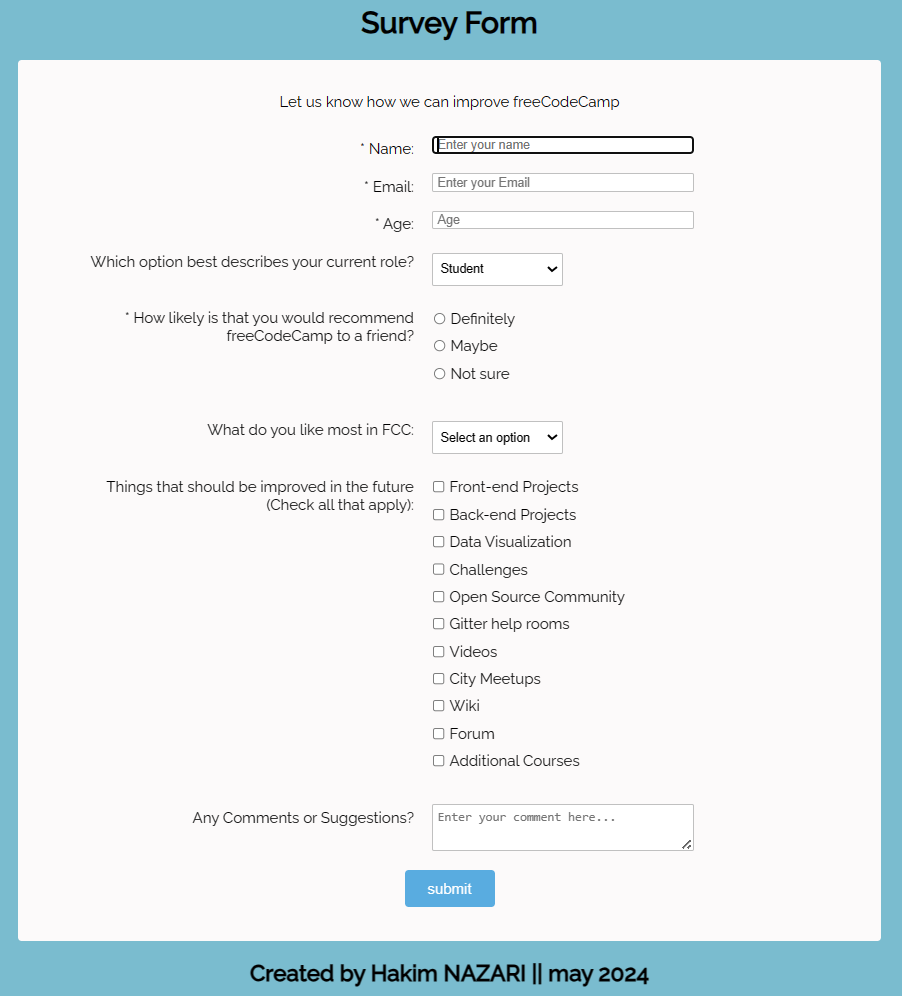 Survey Form
Let us know how we can improve freeCodeCamp
* Name: Enter your name
* Email: Enter your Email
* Age: Age
Which option best describes your current role? Student
* How likely is that you would recommend
freeCodeCamp to a friend?
Definitely
Maybe
Not sure
What do you like most in FCC: Select an option
Things that should be improved in the future
(Check all that apply):
Front-end Projects
Back-end Projects
Data Visualization
Challenges
Open Source Community
Gitter help rooms
Videos
City Meetups
Wiki
Forum
Additional Courses
Any Comments or Suggestions? Enter your comment here...
submit
Created by Hakim NAZARI || may 2024